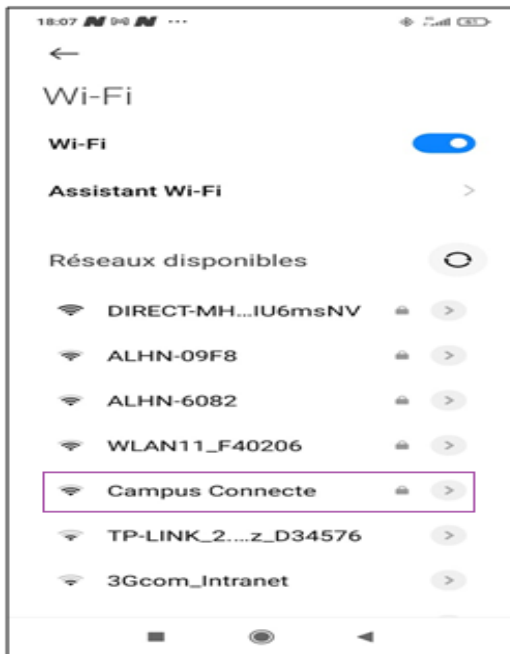 18:07
Wi-Fi
Wi-Fi
Assistant Wi-Fi
Réseaux disponibles
DIRECT-MH...IU6msNV
ALHN-09F8
ALHN-6082
WLAN11_F40206
Campus Connecte
TP-LINK_2....z_D34576
3Gcom_Intranet